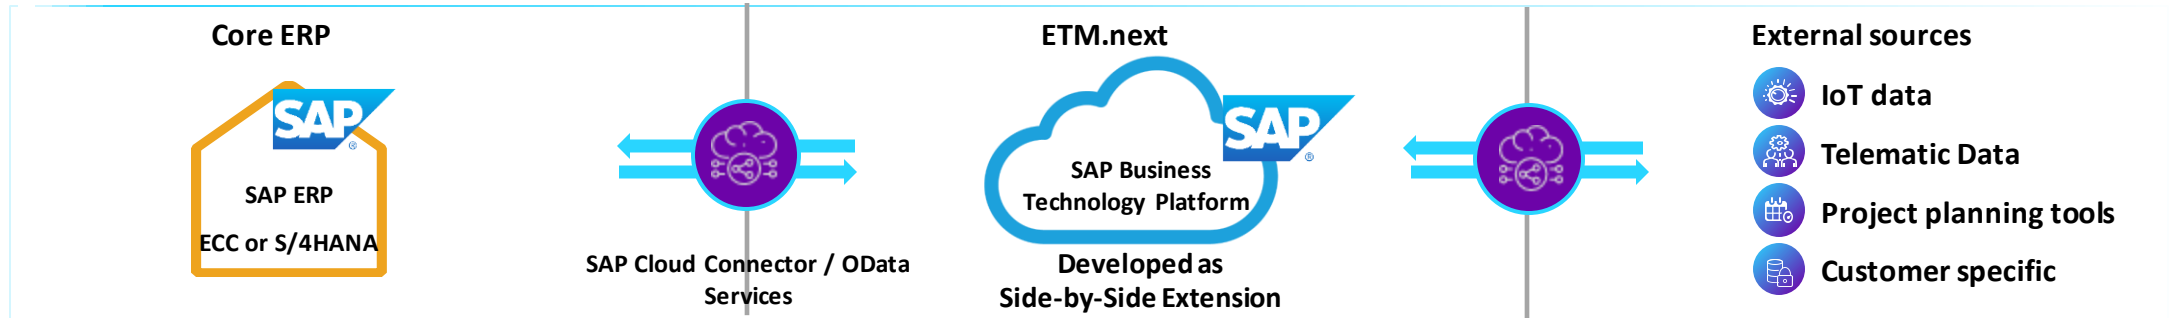 Core ERP
SAP
®
SAP ERP
ECC or S/4HANA
SAP Cloud Connector / OData
Services
ETM.next
SAP
®
SAP Business
Technology Platform
Developed as
Side-by-Side Extension
External sources
IoT data
Telematic Data
Project planning tools
Customer specific